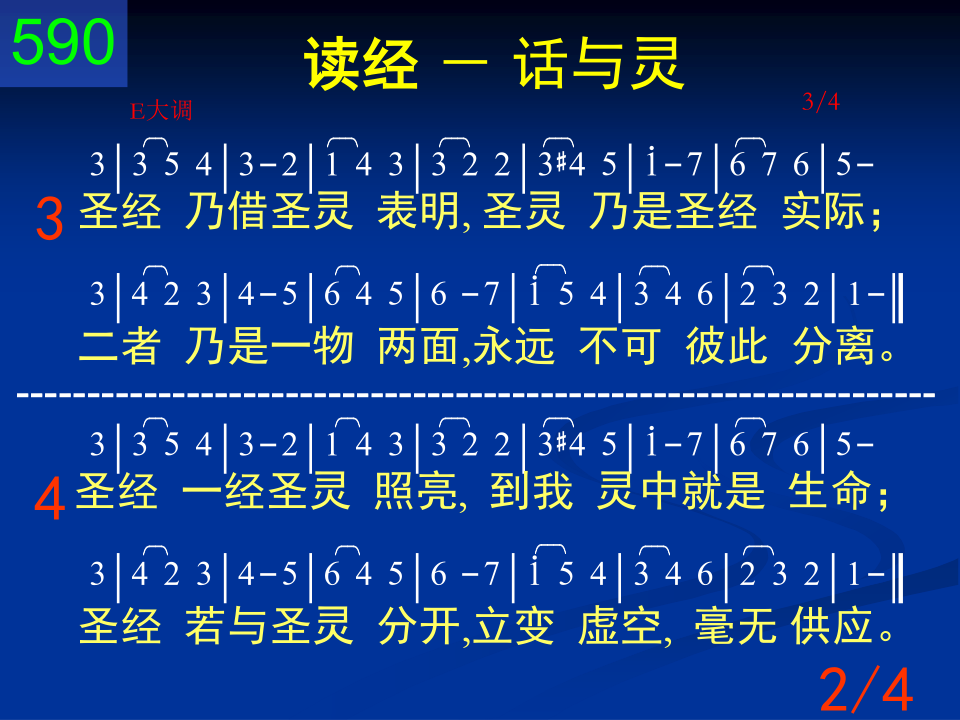 590
读经 － 话与灵
E大调
3/4
3|3 5 4|3-2|1 4 3|3 2 2|3#4 5|i-7|6 7 6|5-
3 圣经 乃借圣灵 表明, 圣灵 乃是圣经 实际；
3|4 2 3|4-5|6 4 5|6 -7|i 5 4|3 4 6|2 3 2|1-‖
二者 乃是一物 两面,永远 不可 彼此 分离。
----------------------------------------------------------------
3|3 5 4|3-2|1 4 3|3 2 2|3#4 5|i-7|6 7 6|5-
4 圣经 一经圣灵 照亮, 到我 灵中就是 生命；
3|4 2 3|4-5|6 4 5|6 -7|i 5 4|3 4 6|2 3 2|1-‖
圣经 若与圣灵 分开,立变 虚空, 毫无 供应。
2/4